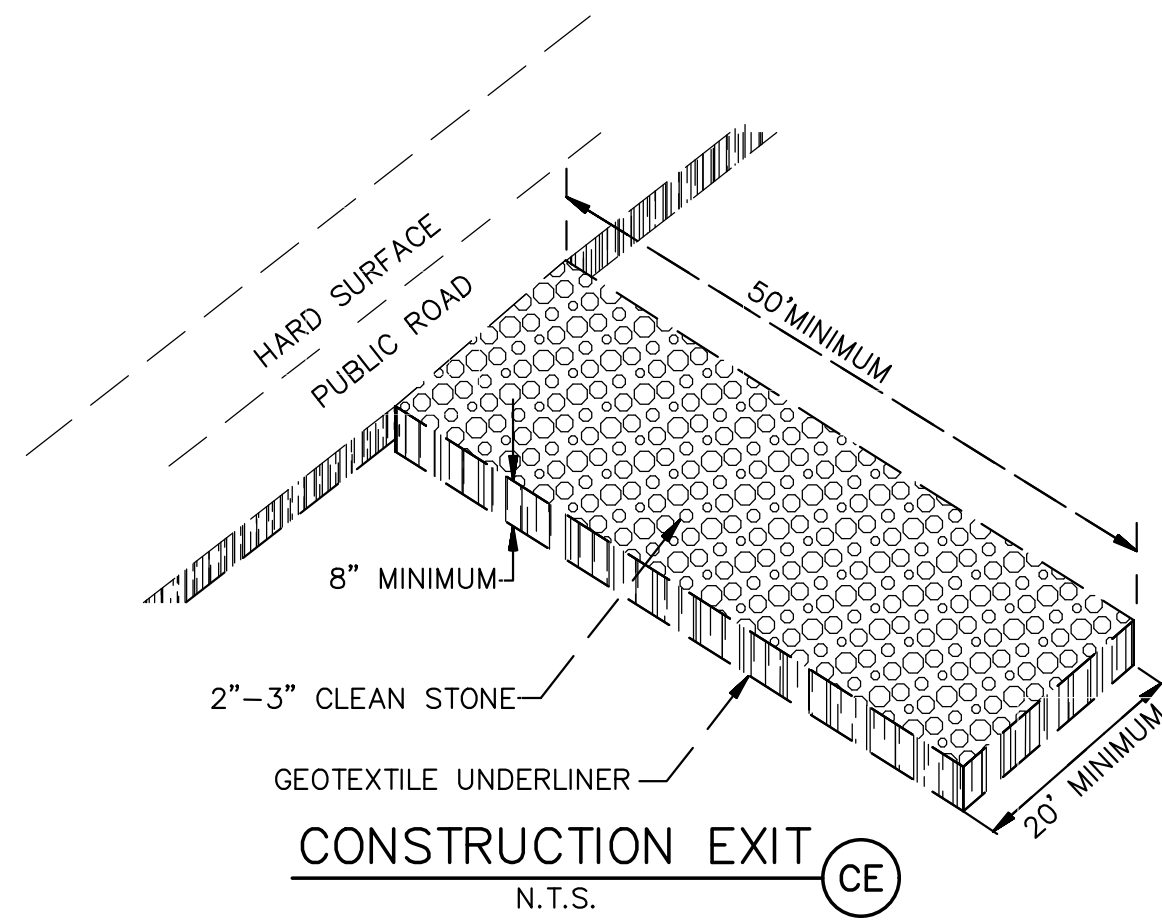 HARD SURFACE
PUBLIC ROAD
50'MINIMUM
8" MINIMUM
2"-3" CLEAN STONE
GEOTEXTILE UNDERLINER
20' MINIMUM
CONSTRUCTION EXIT
CE
N.T.S.